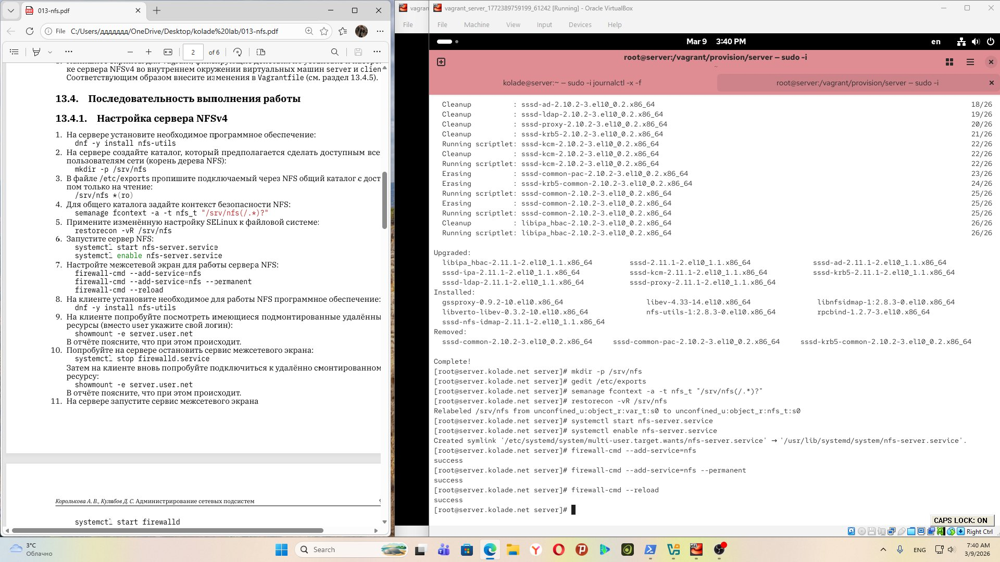 013-nfs.pdf
File C:/Users/ддддддд/OneDrive/Desktop/kolade%20lab/013-nfs.pdf
2 of 6
ке сервера NFSv4 во внутреннем окружении виртуальных машин server и clien
Соответствующим образом внесите изменения в Vagrantfile (см. раздел 13.4.5).
13.4. Последовательность выполнения работы
13.4.1. Настройка сервера NFSv4
1. На сервере установите необходимое программное обеспечение:
dnf -y install nfs-utils
2. На сервере создайте каталог, который предполагается сделать доступным все
пользователям сети (корень дерева NFS):
mkdir -p /srv/nfs
3. В файле /etc/exports пропишите подключаемый через NFS общий каталог с дост
пом только на чтение:
/srv/nfs *(ro)
4. Для общего каталога задайте контекст безопасности NFS:
semanage fcontext -a -t nfs_t "/srv/nfs(/.*)?"
5. Примените изменённую настройку SELinux к файловой системе:
restorecon -vR /srv/nfs
6. Запустите сервер NFS:
systemctl start nfs-server.service
systemctl enable nfs-server.service
7. Настройте межсетевой экран для работы сервера NFS:
firewall-cmd --add-service=nfs
firewall-cmd --add-service=nfs --permanent
firewall-cmd --reload
8. На клиенте установите необходимое для работы NFS программное обеспечение:
dnf -y install nfs-utils
9. На клиенте попробуйте посмотреть имеющиеся подмонтированные удалённы
ресурсы (вместо user укажите свой логин):
showmount -e server.user.net
В отчёте поясните, что при этом происходит.
10. Попробуйте на сервере остановить сервис межсетевого экрана:
systemctl stop firewalld.service
Затем на клиенте вновь попробуйте подключиться к удалённо смонтированном
ресурсу:
showmount -e server.user.net
В отчёте поясните, что при этом происходит.
11. На сервере запустите сервис межсетевого экрана
Королькова А. В., Кулябов Д. С. Администрирование сетевых подсистем
systemctl start firewalld
vagran
File
vagrant_server_1772389759199_61242 [Running] - Oracle VirtualBox
File Machine View Input Devices Help
Mar 9 3:40 PM en
root@server:/vagrant/provision/server — sudo -i
~
kolade@server:~ — sudo -i journalctl -x -f
root@server:/vagrant/provision/server — sudo -i
Cleanup : sssd-ad-2.10.2-3.el10_0.2.x86_64 18/26
Cleanup : sssd-ldap-2.10.2-3.el10_0.2.x86_64 19/26
Cleanup : sssd-proxy-2.10.2-3.el10_0.2.x86_64 20/26
Cleanup : sssd-krb5-2.10.2-3.el10_0.2.x86_64 21/26
Running scriptlet: sssd-kcm-2.10.2-3.el10_0.2.x86_64 22/26
Cleanup : sssd-kcm-2.10.2-3.el10_0.2.x86_64 22/26
Running scriptlet: sssd-kcm-2.10.2-3.el10_0.2.x86_64 22/26
Erasing : sssd-common-pac-2.10.2-3.el10_0.2.x86_64 23/26
Erasing : sssd-krb5-common-2.10.2-3.el10_0.2.x86_64 24/26
Running scriptlet: sssd-common-2.10.2-3.el10_0.2.x86_64 25/26
Erasing : sssd-common-2.10.2-3.el10_0.2.x86_64 25/26
Running scriptlet: sssd-common-2.10.2-3.el10_0.2.x86_64 25/26
Cleanup : libipa_hbac-2.10.2-3.el10_0.2.x86_64 26/26
Running scriptlet: libipa_hbac-2.10.2-3.el10_0.2.x86_64 26/26
Upgraded:
libipa_hbac-2.11.1-2.el10_1.1.x86_64 sssd-2.11.1-2.el10_1.1.x86_64 sssd-ad-2.11.1-2.el10_1.1.x86_64
sssd-ipa-2.11.1-2.el10_1.1.x86_64 sssd-kcm-2.11.1-2.el10_1.1.x86_64 sssd-krb5-2.11.1-2.el10_1.1.x86_64
sssd-ldap-2.11.1-2.el10_1.1.x86_64 sssd-proxy-2.11.1-2.el10_1.1.x86_64
Installed:
gssproxy-0.9.2-10.el10.x86_64 libev-4.33-14.el10.x86_64 libnfsidmap-1:2.8.3-0.el10.x86_64
libverto-libev-0.3.2-10.el10.x86_64 nfs-utils-1:2.8.3-0.el10.x86_64 rpcbind-1.2.7-3.el10.x86_64
sssd-nfs-idmap-2.11.1-2.el10_1.1.x86_64
Removed:
sssd-common-2.10.2-3.el10_0.2.x86_64 sssd-common-pac-2.10.2-3.el10_0.2.x86_64 sssd-krb5-common-2.10.2-3.el10_0.2.x86_64
Complete!
[root@server.kolade.net server]# mkdir -p /srv/nfs
[root@server.kolade.net server]# gedit /etc/exports
[root@server.kolade.net server]# semanage fcontext -a -t nfs_t "/srv/nfs(/.*)?"
[root@server.kolade.net server]# restorecon -vR /srv/nfs
Relabeled /srv/nfs from unconfined_u:object_r:var_t:s0 to unconfined_u:object_r:nfs_t:s0
[root@server.kolade.net server]# systemctl start nfs-server.service
[root@server.kolade.net server]# systemctl enable nfs-server.service
Created symlink '/etc/systemd/system/multi-user.target.wants/nfs-server.service' → '/usr/lib/systemd/system/nfs-server.service'.
[root@server.kolade.net server]# firewall-cmd --add-service=nfs
success
[root@server.kolade.net server]# firewall-cmd --add-service=nfs --permanent
success
[root@server.kolade.net server]# firewall-cmd --reload
success
[root@server.kolade.net server]#
CAPS LOCK: ON
Right Ctrl
3°C
Облачно
Search
ENG
7:40 AM
3/9/2026